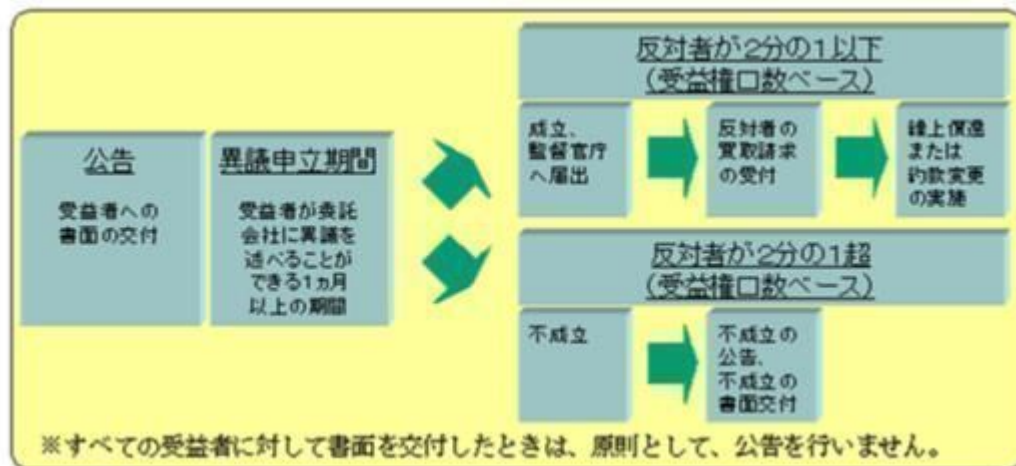 公告
受益者への
書面の交付
異議申立期間
受益者が委託
会社に異議を
述べることが
できる1ヵ月
以上の期間
反対者が2分の1以下
(受益権口数ベース)
成立、
監督官庁
へ届出
反対者の
買取請求
の受付
繰上償還
または
約款変更
の実施
反対者が2分の1超
(受益権口数ベース)
不成立
不成立の
公告、
不成立の
書面交付
※すべての受益者に対して書面を交付したときは、原則として、公告を行いません。